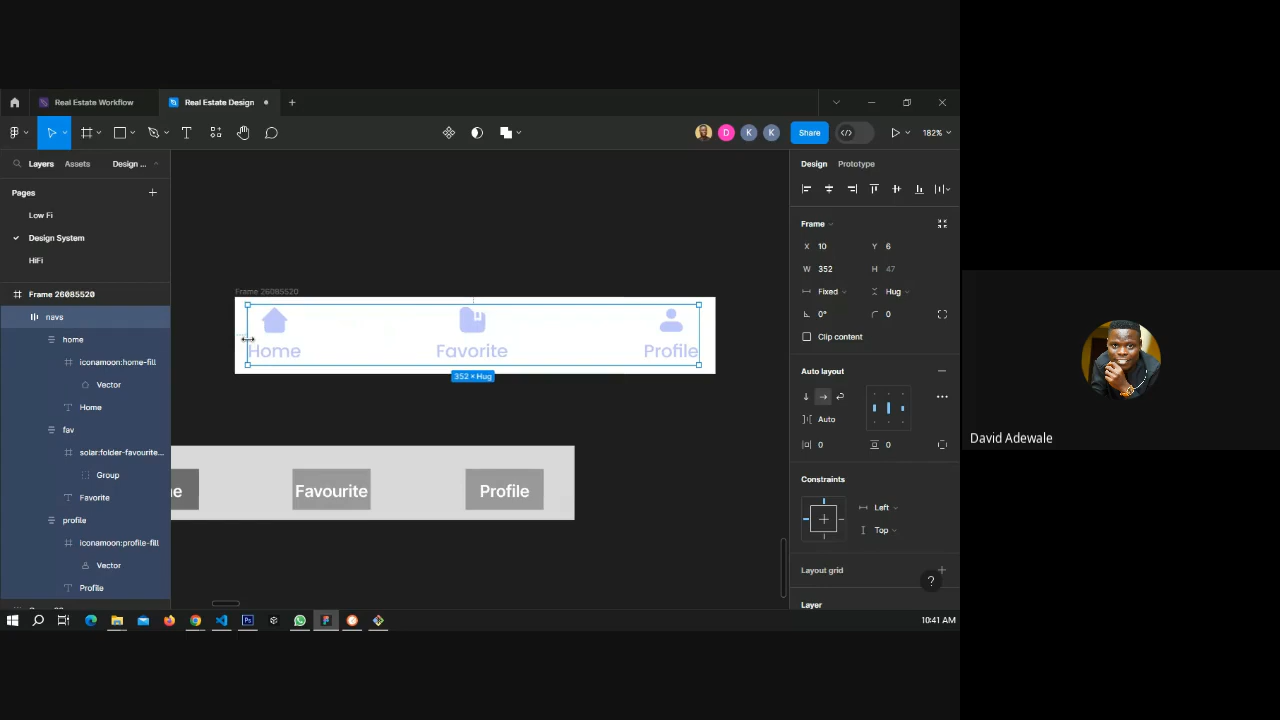 Real Estate Workflow
Real Estate Design
D
K
K
Share
182%
Layers
Assets
Design ...
Pages
Low Fi
Design System
HiFi
Frame 26085520
navs
home
iconamoon:home-fill
Vector
Home
fav
solar:folder-favourite...
Group
Favorite
profile
iconamoon:profile-fill
Vector
Profile
Frame 26085520
Home
Favorite
Profile
352 × Hug
Favourite
Profile
Design
Prototype
Frame
X 10
Y 6
W 352
H 47
Fixed
Hug
0°
0
Clip content
Auto layout
Auto
0
0
Constraints
Left
Top
Layout grid
?
Layer
10:41 AM
David Adewale